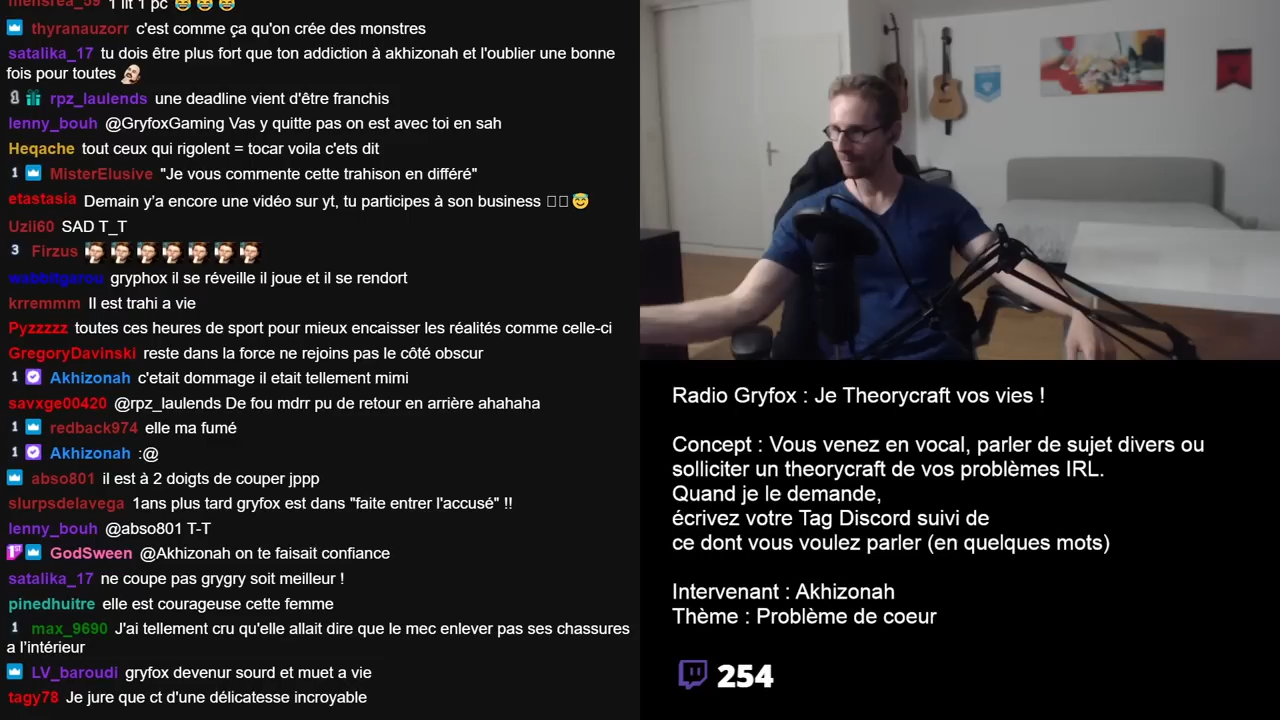 mensrea_59 1 lit 1 pc 😂 😂 😂
thyranauzorr c'est comme ça qu'on crée des monstres
satalika_17 tu dois être plus fort que ton addiction à akhizonah et l'oublier une bonne
fois pour toutes
rpz_laulends une deadline vient d'être franchis
lenny_bouh @GryfoxGaming Vas y quitte pas on est avec toi en sah
Heqache tout ceux qui rigolent = tocar voila c'ets dit
1 MisterElusive "Je vous commente cette trahison en différé"
etastasia Demain y'a encore une vidéo sur yt, tu participes à son business 😇
Uzii60 SAD T_T
3 Firzus
wabbitgarou gryphox il se réveille il joue et il se rendort
krremmm Il est trahi a vie
Pyzzzzz toutes ces heures de sport pour mieux encaisser les réalités comme celle-ci
GregoryDavinski reste dans la force ne rejoins pas le côté obscur
1 Akhizonah c'etait dommage il etait tellement mimi
savxge00420 @rpz_laulends De fou mdrr pu de retour en arrière ahahaha
1 redback974 elle ma fumé
1 Akhizonah :@
abso801 il est à 2 doigts de couper jppp
slurpsdelavega 1ans plus tard gryfox est dans "faite entrer l'accusé" !!
lenny_bouh @abso801 T-T
1ST GodSween @Akhizonah on te faisait confiance
satalika_17 ne coupe pas grygry soit meilleur !
pinedhuitre elle est courageuse cette femme
1 max_9690 J'ai tellement cru qu'elle allait dire que le mec enlever pas ses chassures
a l'intérieur
LV_baroudi gryfox devenur sourd et muet a vie
tagy78 Je jure que ct d'une délicatesse incroyable
Radio Gryfox : Je Theorycraft vos vies !
Concept : Vous venez en vocal, parler de sujet divers ou
solliciter un theorycraft de vos problèmes IRL.
Quand je le demande,
écrivez votre Tag Discord suivi de
ce dont vous voulez parler (en quelques mots)
Intervenant : Akhizonah
Thème : Problème de coeur
254